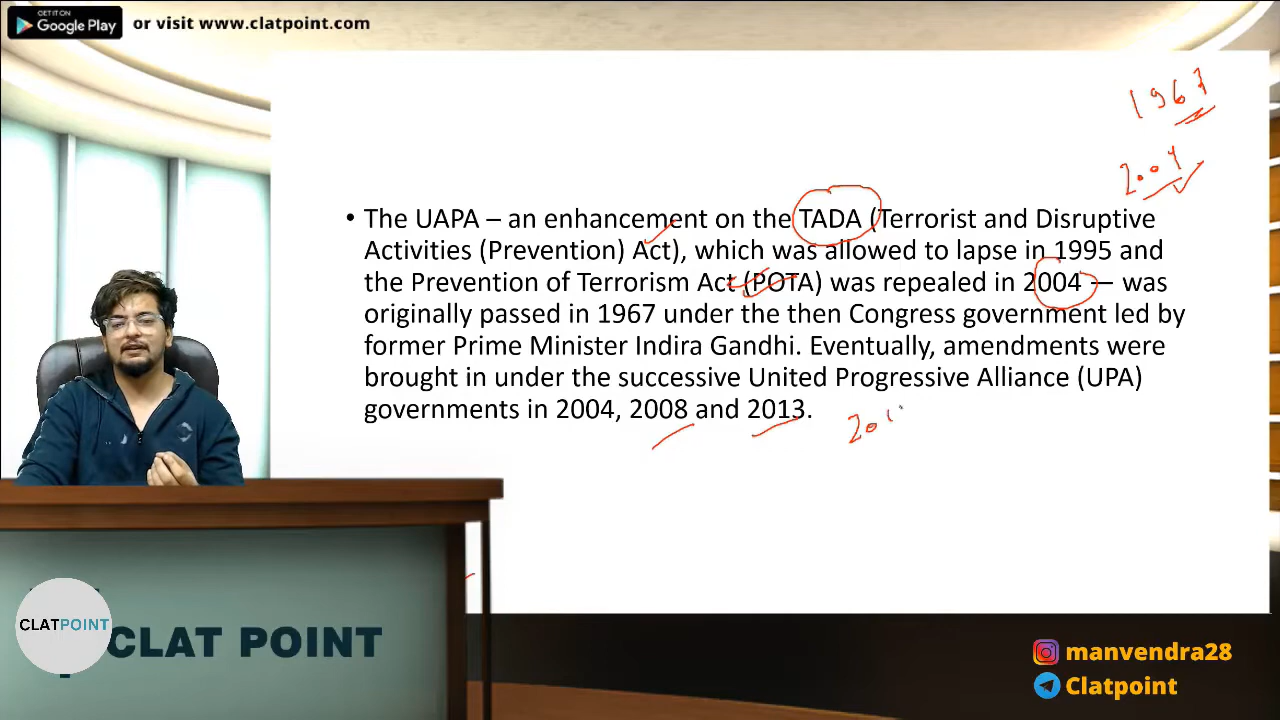 GET IT ON
Google Play
or visit www.clatpoint.com
1967
2004
• The UAPA – an enhancement on the TADA (Terrorist and Disruptive
Activities (Prevention) Act), which was allowed to lapse in 1995 and
the Prevention of Terrorism Act (POTA) was repealed in 2004 — was
originally passed in 1967 under the then Congress government led by
former Prime Minister Indira Gandhi. Eventually, amendments were
brought in under the successive United Progressive Alliance (UPA)
governments in 2004, 2008 and 2013.
201
CLATPOINT
CLAT POINT
manvendra28
Clatpoint